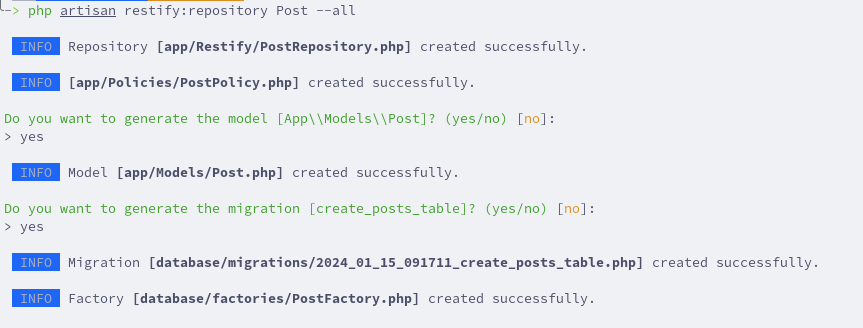 -> php artisan restify:repository Post --all
INFO Repository [app/Restify/PostRepository.php] created successfully.
INFO [app/Policies/PostPolicy.php] created successfully.
Do you want to generate the model [App\\Models\\Post]? (yes/no) [no]:
> yes
INFO Model [app/Models/Post.php] created successfully.
Do you want to generate the migration [create_posts_table]? (yes/no) [no]:
> yes
INFO Migration [database/migrations/2024_01_15_091711_create_posts_table.php] created successfully.
INFO Factory [database/factories/PostFactory.php] created successfully.